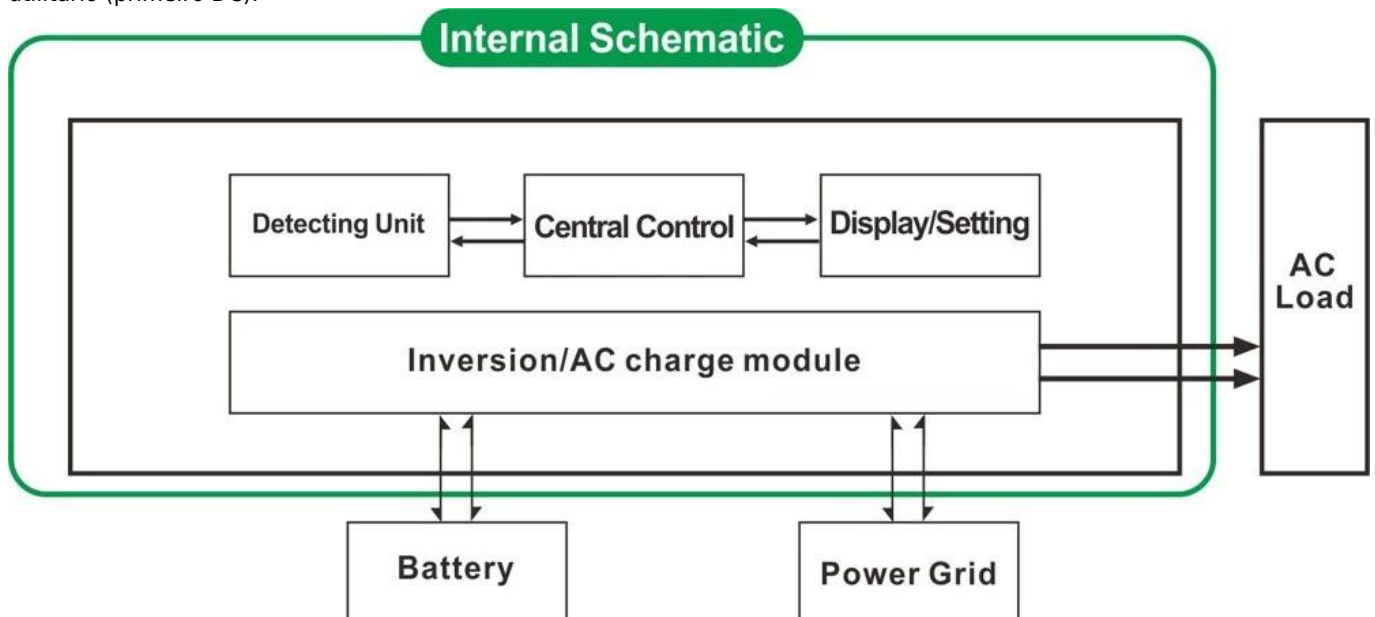 Internal Schematic
Detecting Unit
Central Control
Display/Setting
AC
Load
Inversion/AC charge module
Battery
Power Grid